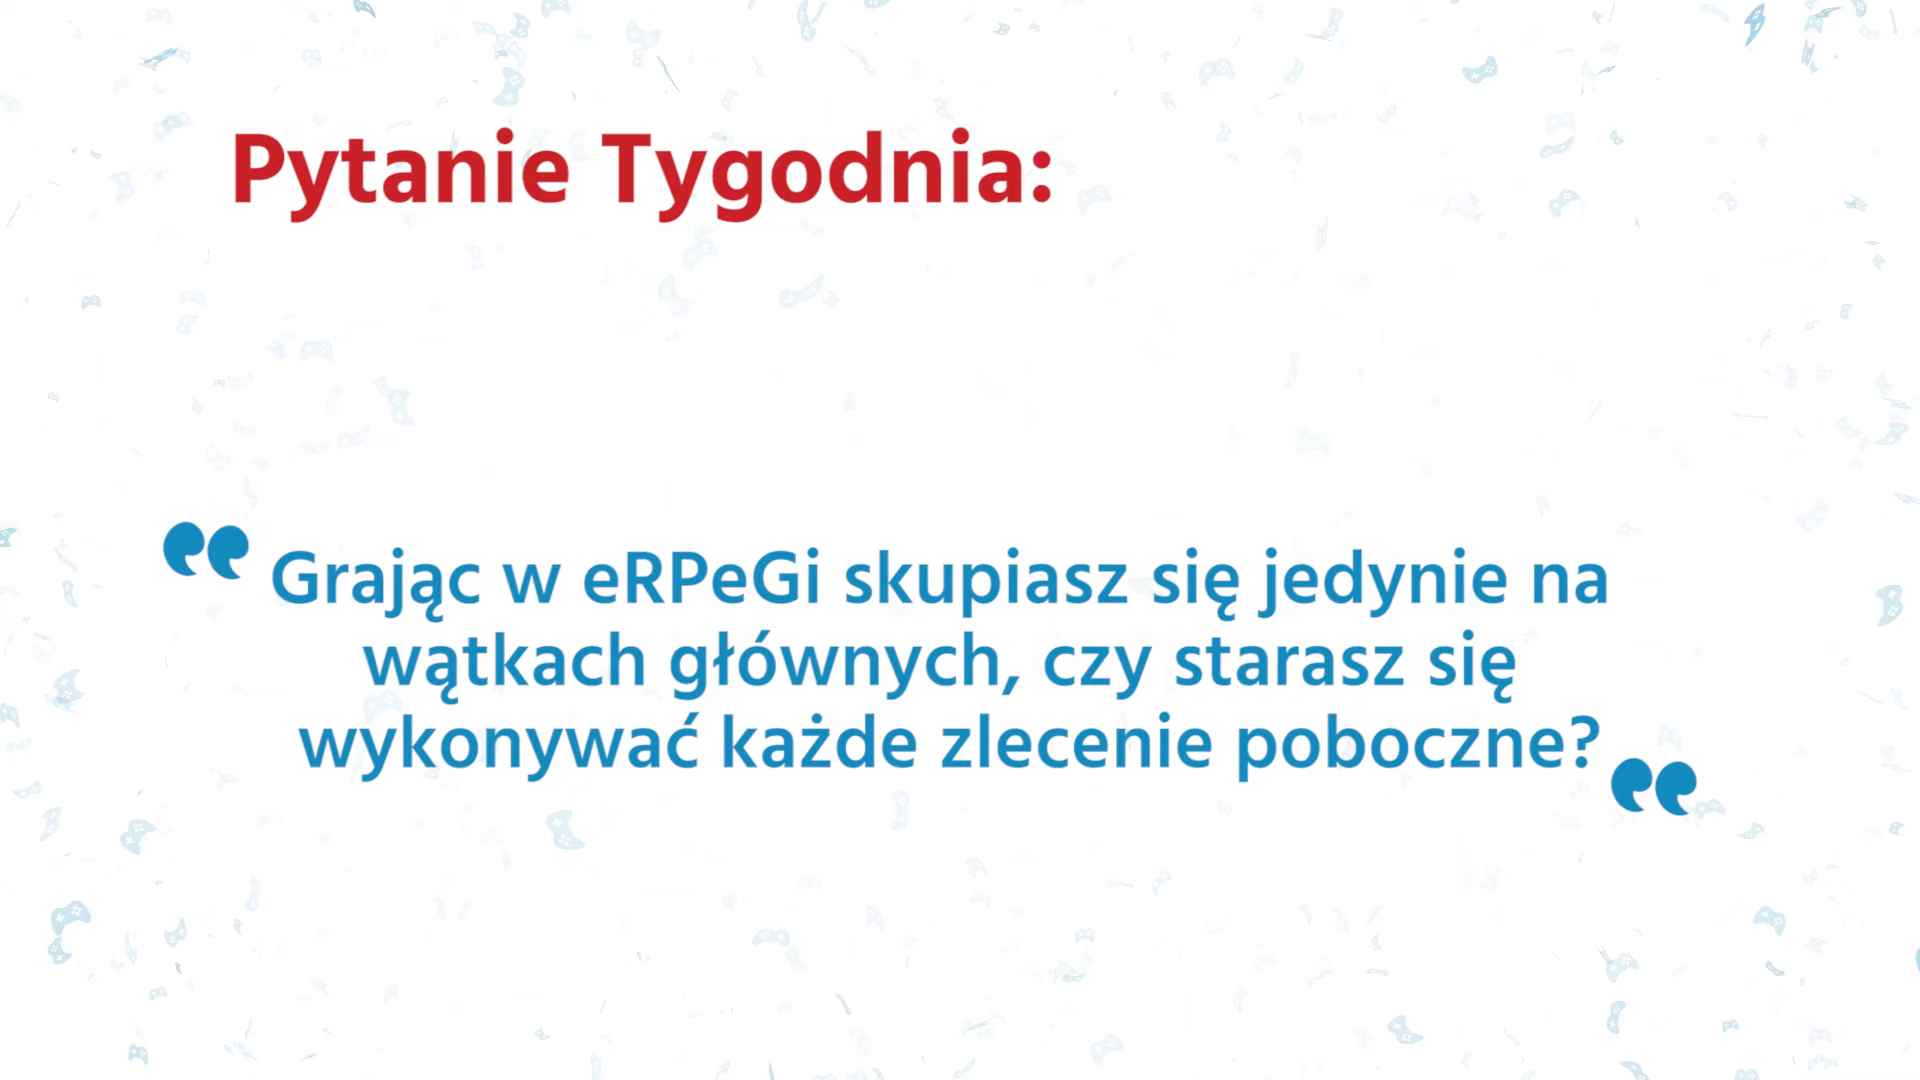 Pytanie Tygodnia:
“Grając w eRPeGi skupiasz się jedynie na
wątkach głównych, czy starasz się
wykonywać każde zlecenie poboczne?“